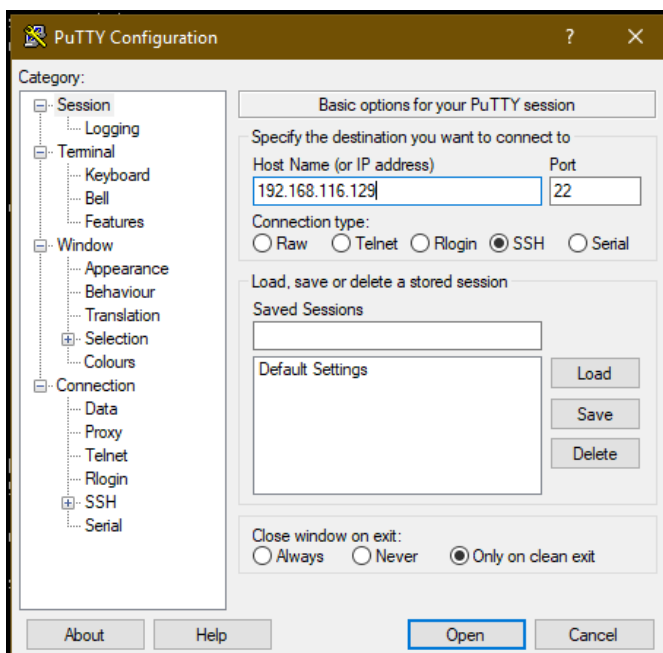 PuTTY Configuration
?
Category:
Session
Logging
Terminal
Keyboard
Bell
Features
Window
Appearance
Behaviour
Translation
Selection
Colours
Connection
Data
Proxy
Telnet
Rlogin
SSH
Serial
Basic options for your PuTTY session
Specify the destination you want to connect to
Host Name (or IP address) Port
192.168.116.129 22
Connection type:
Raw Telnet Rlogin SSH Serial
Load, save or delete a stored session
Saved Sessions
Default Settings
Load
Save
Delete
Close window on exit:
Always Never Only on clean exit
About Help Open Cancel